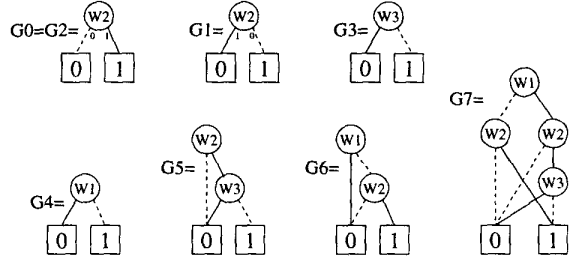 G0=G2= W2 0 1 0 1
G1= W2 1 0 0 1
G3= W3 0 1
G4= W1 0 1
G5= W2 W3 0 1
G6= W1 W2 0 1
G7= W1 W2 W2 W3 0 1